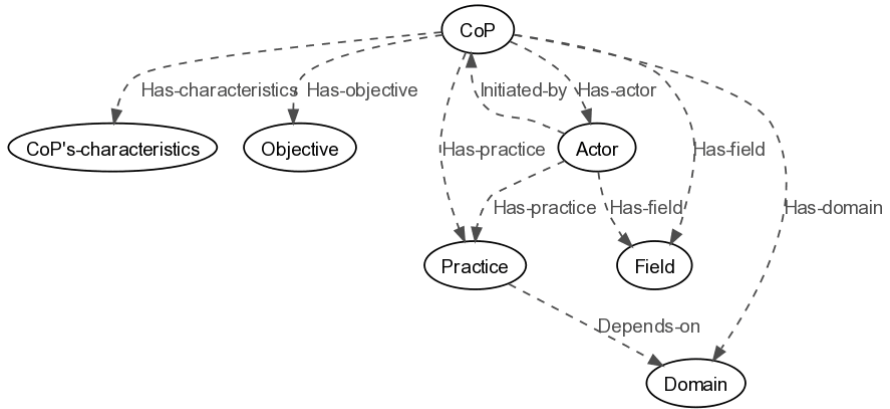 CoP
Has-characteristics
Has-objective
Initiated-by
Has-actor
CoP's-characteristics
Objective
Has-practice
Actor
Has-field
Has-practice
Has-field
Has-domain
Practice
Field
Depends-on
Domain